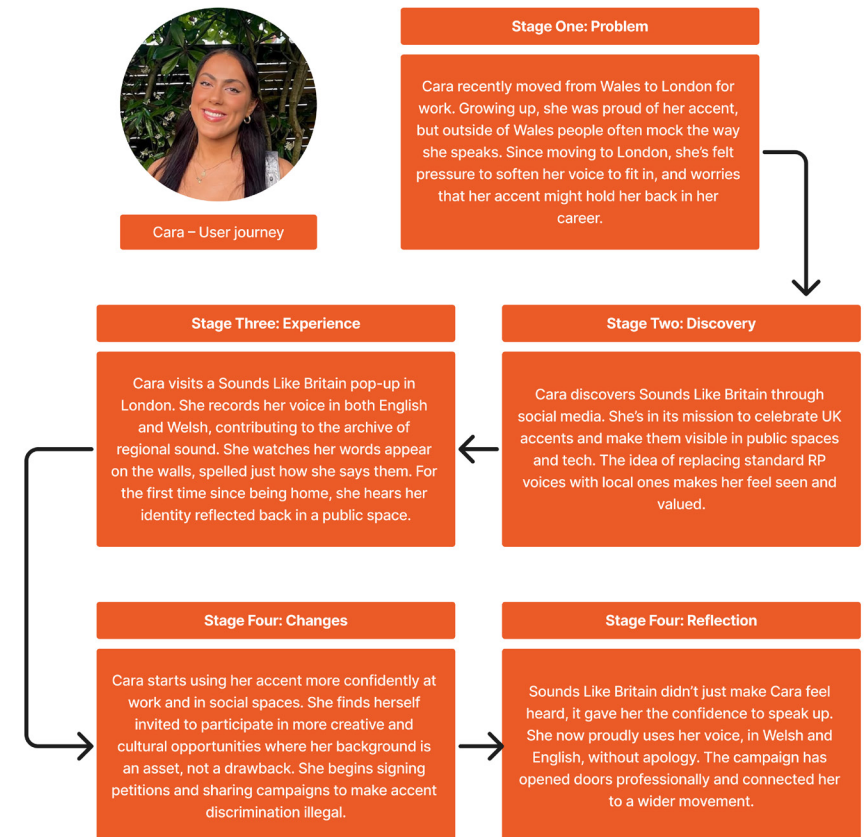 Cara – User journey
Stage One: Problem
Cara recently moved from Wales to London for
work. Growing up, she was proud of her accent,
but outside of Wales people often mock the way
she speaks. Since moving to London, she's felt
pressure to soften her voice to fit in, and worries
that her accent might hold her back in her
career.
Stage Two: Discovery
Cara discovers Sounds Like Britain through
social media. She's in its mission to celebrate UK
accents and make them visible in public spaces
and tech. The idea of replacing standard RP
voices with local ones makes her feel seen and
valued.
Stage Three: Experience
Cara visits a Sounds Like Britain pop-up in
London. She records her voice in both English
and Welsh, contributing to the archive of
regional sound. She watches her words appear
on the walls, spelled just how she says them. For
the first time since being home, she hears her
identity reflected back in a public space.
Stage Four: Changes
Cara starts using her accent more confidently at
work and in social spaces. She finds herself
invited to participate in more creative and
cultural opportunities where her background is
an asset, not a drawback. She begins signing
petitions and sharing campaigns to make accent
discrimination illegal.
Stage Four: Reflection
Sounds Like Britain didn't just make Cara feel
heard, it gave her the confidence to speak up.
She now proudly uses her voice, in Welsh and
English, without apology. The campaign has
opened doors professionally and connected her
to a wider movement.